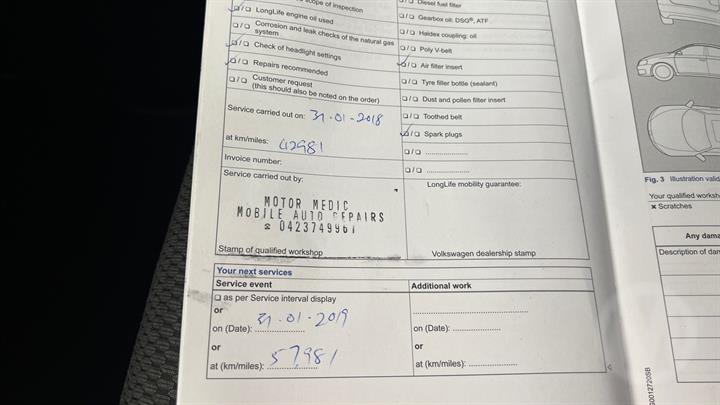 scope of inspection
LongLife engine oil used
Corrosion and leak checks of the natural gas
system
Check of headlight settings
Repairs recommended
Customer request
(this should also be noted on the order)
Service carried out on: 31-01-2018
at km/miles: 42981
Invoice number:
Service carried out by:
MOTOR MEDIC
MOBILE AUTO REPAIRS
☎ 0423749967
Stamp of qualified workshop
Diesel fuel filter
Gearbox oil: DSG®, ATF
Haldex coupling: oil
Poly V-belt
Air filter insert
Tyre filler bottle (sealant)
Dust and pollen filter insert
Toothed belt
Spark plugs
LongLife mobility guarantee:
Volkswagen dealership stamp
Your next services
Service event
as per Service interval display
or
on (Date): 31-01-2019
or
at (km/miles): 57981
Additional work
on (Date):
or
at (km/miles):
Fig. 3 Illustration
Your qualified
× Scratches
Any
Description of